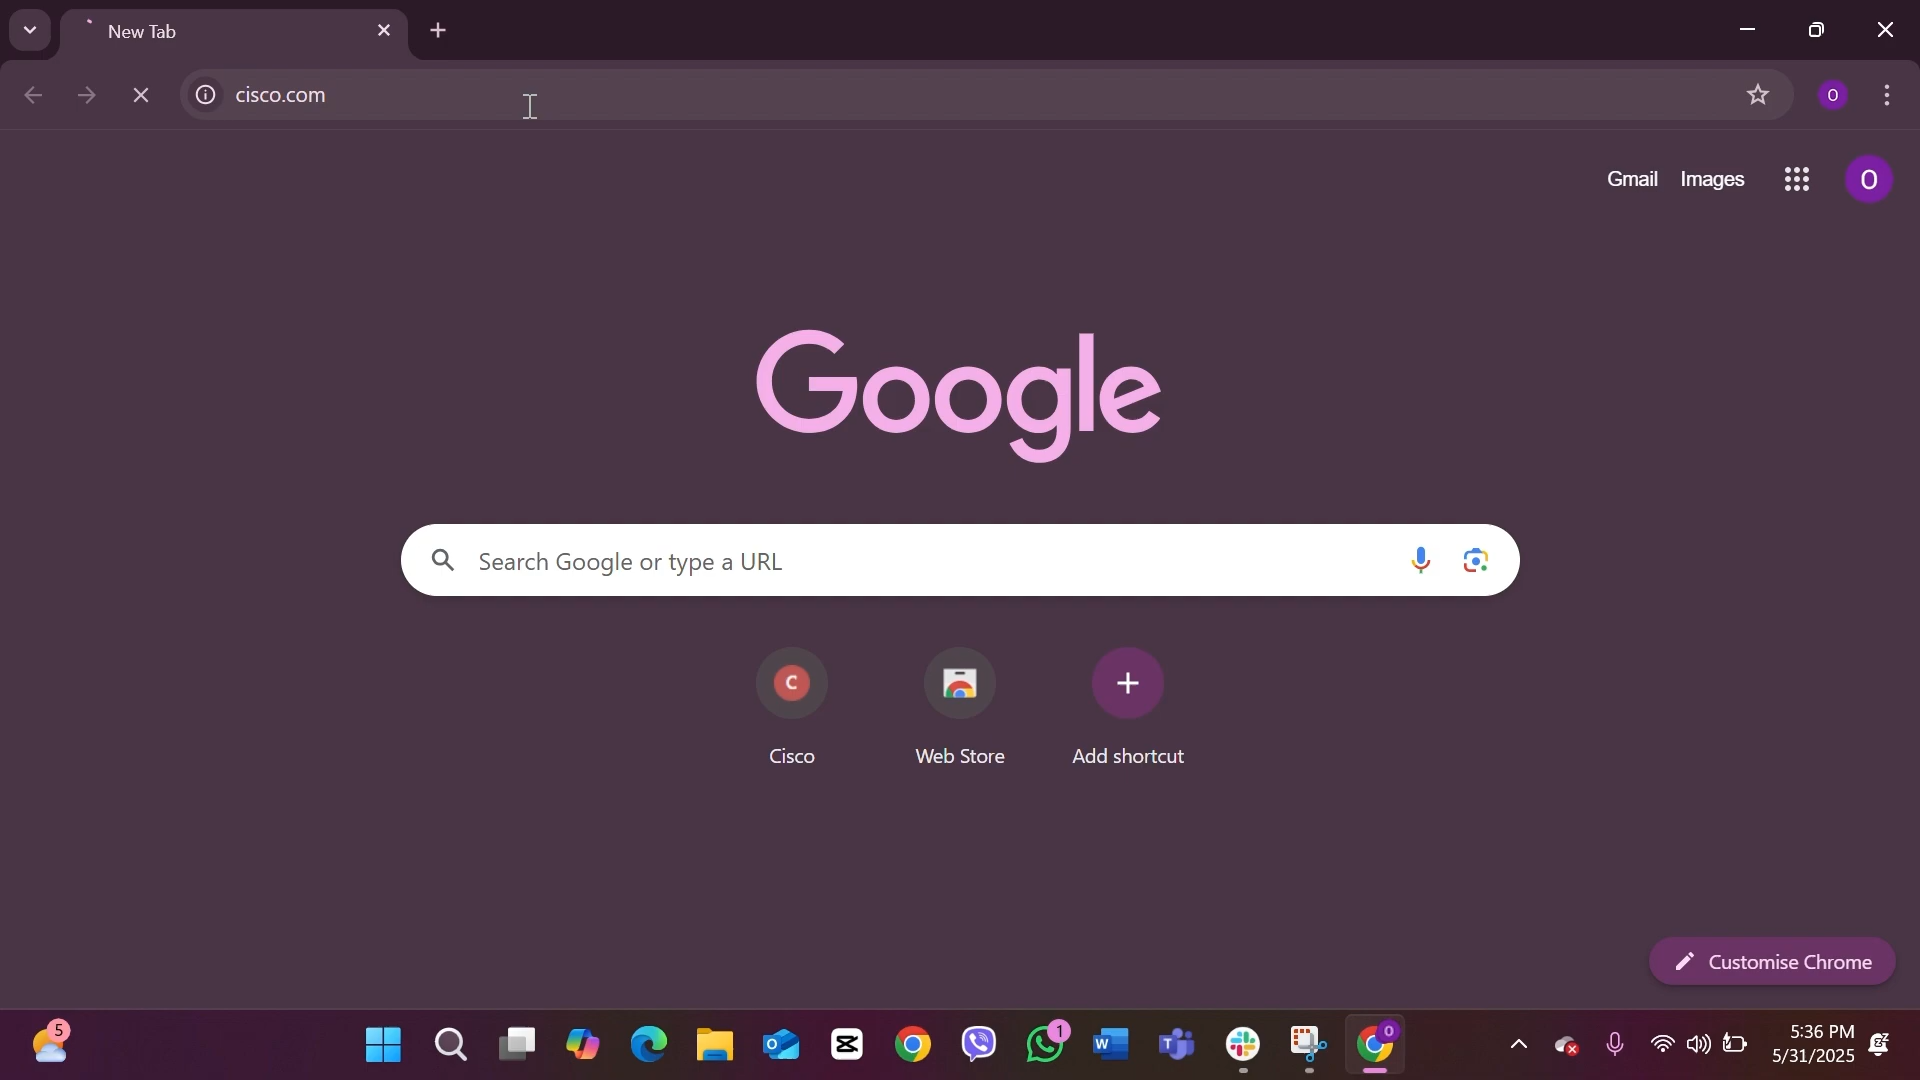 New Tab
cisco.com
O
Gmail
Images
O
Google
Search Google or type a URL
C
Cisco
Web Store
Add shortcut
Customise Chrome
5
1
O
5:36 PM
5/31/2025